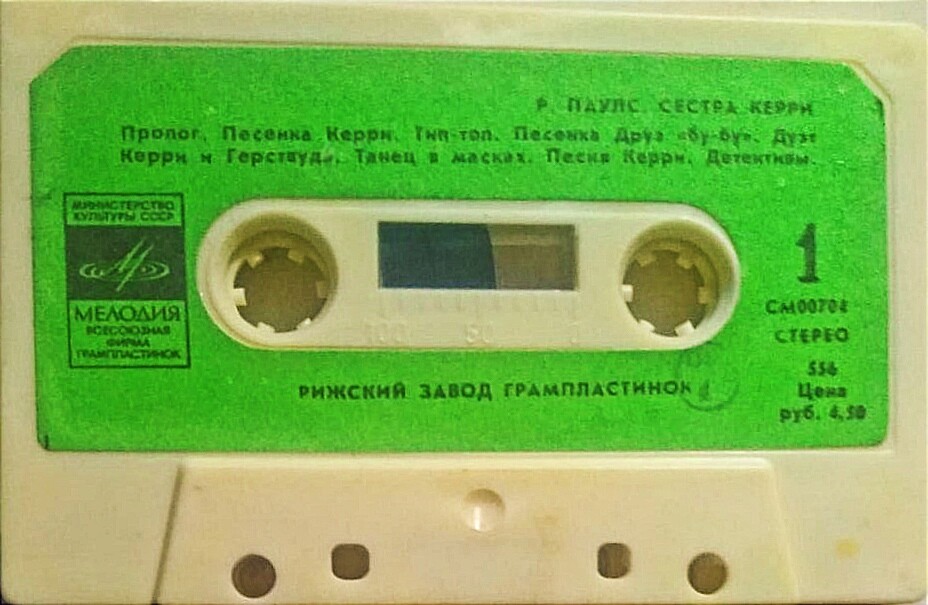 Р. ПАУЛС. СЕСТРА КЕРРИ
Пролог. Песенка Керри. Тип-топ. Песенка Друэ «бу-бу». Дуэт
Керри и Герствуда. Танец в масках. Песня Керри. Детективы.
МИНИСТЕРСТВО
КУЛЬТУРЫ СССР
МЕЛОДИЯ
ВСЕСОЮЗНАЯ
ФИРМА
ГРАМПЛАСТИНОК
1
СМ00704
СТЕРЕО
556
Цена
руб. 4,50
100 50 0
РИЖСКИЙ ЗАВОД ГРАМПЛАСТИНОК